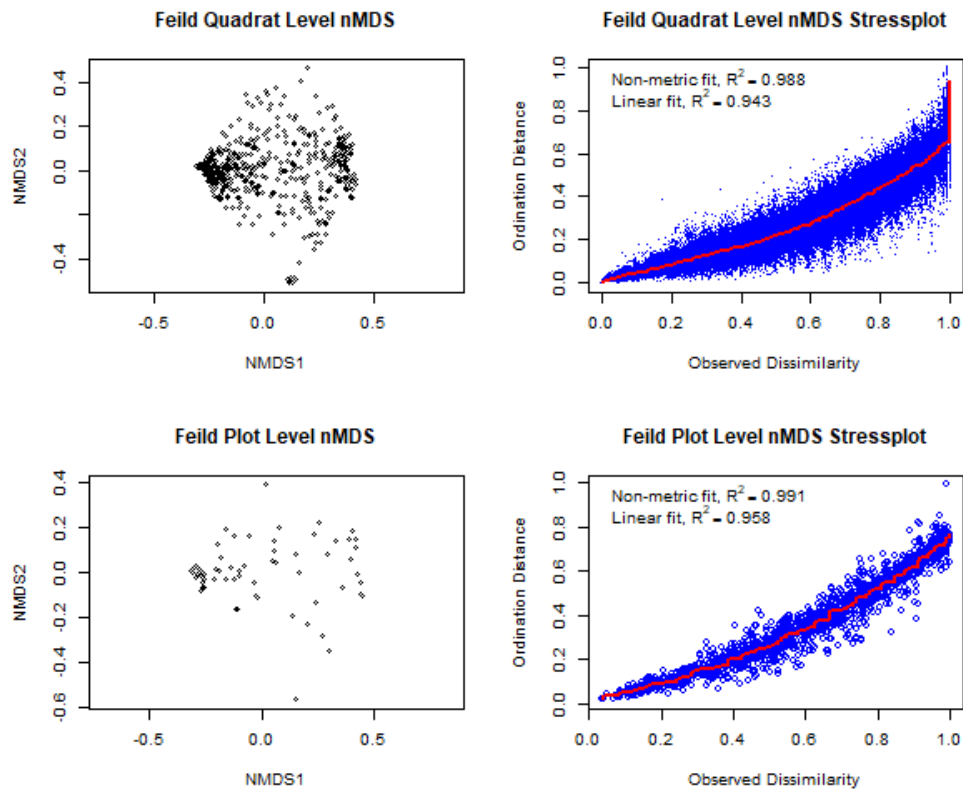 Feild Quadrat Level nMDS
NMDS2
0.4
0.2
0.0
-0.4
-0.5
0.0
0.5
NMDS1
Feild Quadrat Level nMDS Stressplot
Non-metric fit, R2 = 0.988
Linear fit, R2 = 0.943
Ordination Distance
1.0
0.8
0.6
0.4
0.2
0.0
0.0
0.2
0.4
0.6
0.8
1.0
Observed Dissimilarity
Feild Plot Level nMDS
NMDS2
0.4
0.2
0.0
-0.2
-0.4
-0.6
-0.5
0.0
0.5
NMDS1
Feild Plot Level nMDS Stressplot
Non-metric fit, R2 = 0.991
Linear fit, R2 = 0.958
Ordination Distance
1.0
0.8
0.6
0.4
0.2
0.0
0.0
0.2
0.4
0.6
0.8
1.0
Observed Dissimilarity